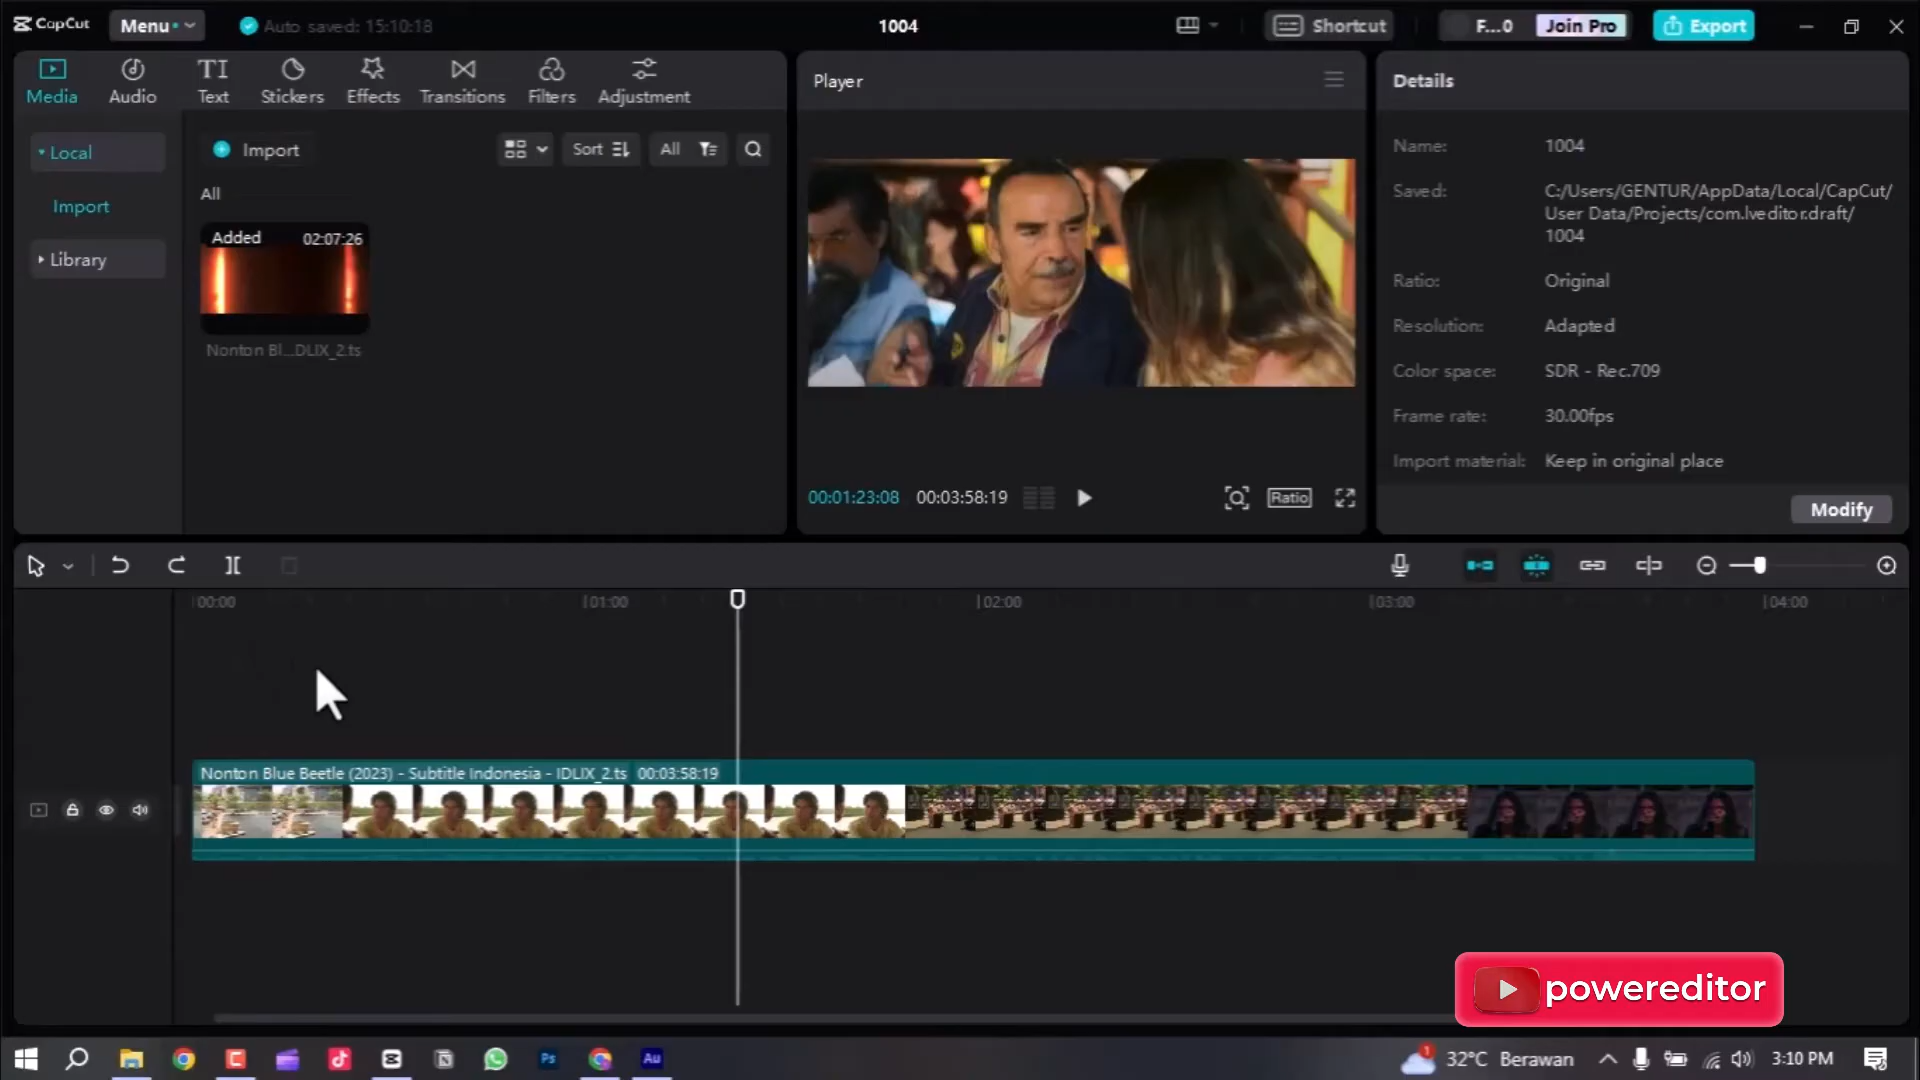 CapCut
Menu
Auto saved: 15:10:18
1004
Shortcut
F...0
Join Pro
Export
Media
Audio
TI
Text
Stickers
Effects
Transitions
Filters
Adjustment
Player
Details
Local
Import
Library
Import
Sort
All
All
Added
02:07:26
Nonton Bl...DLIX_2.ts
Name: 1004
Saved: C:/Users/GENTUR/AppData/Local/CapCut/
User Data/Projects/com.lveditor.draft/
1004
Ratio: Original
Resolution: Adapted
Color space: SDR - Rec.709
Frame rate: 30.00fps
Import material: Keep in original place
Modify
00:01:23:08
00:03:58:19
Ratio
00:00
01:00
02:00
03:00
04:00
Nonton Blue Beetle (2023) - Subtitle Indonesia - IDLIX_2.ts 00:03:58:19
powereditor
Ps
Au
1
32°C Berawan
3:10 PM